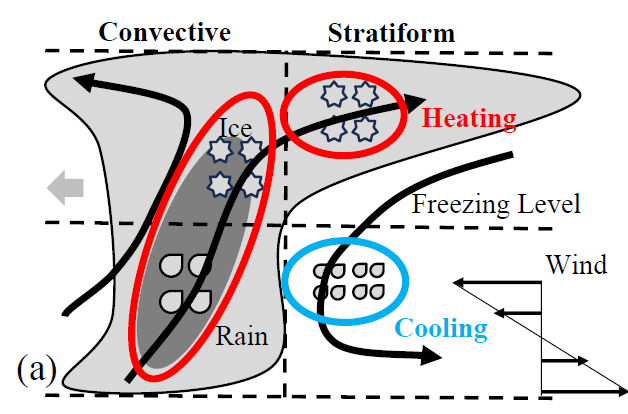 Convective
Stratiform
Ice
Heating
Freezing Level
Wind
Rain
Cooling
(a)